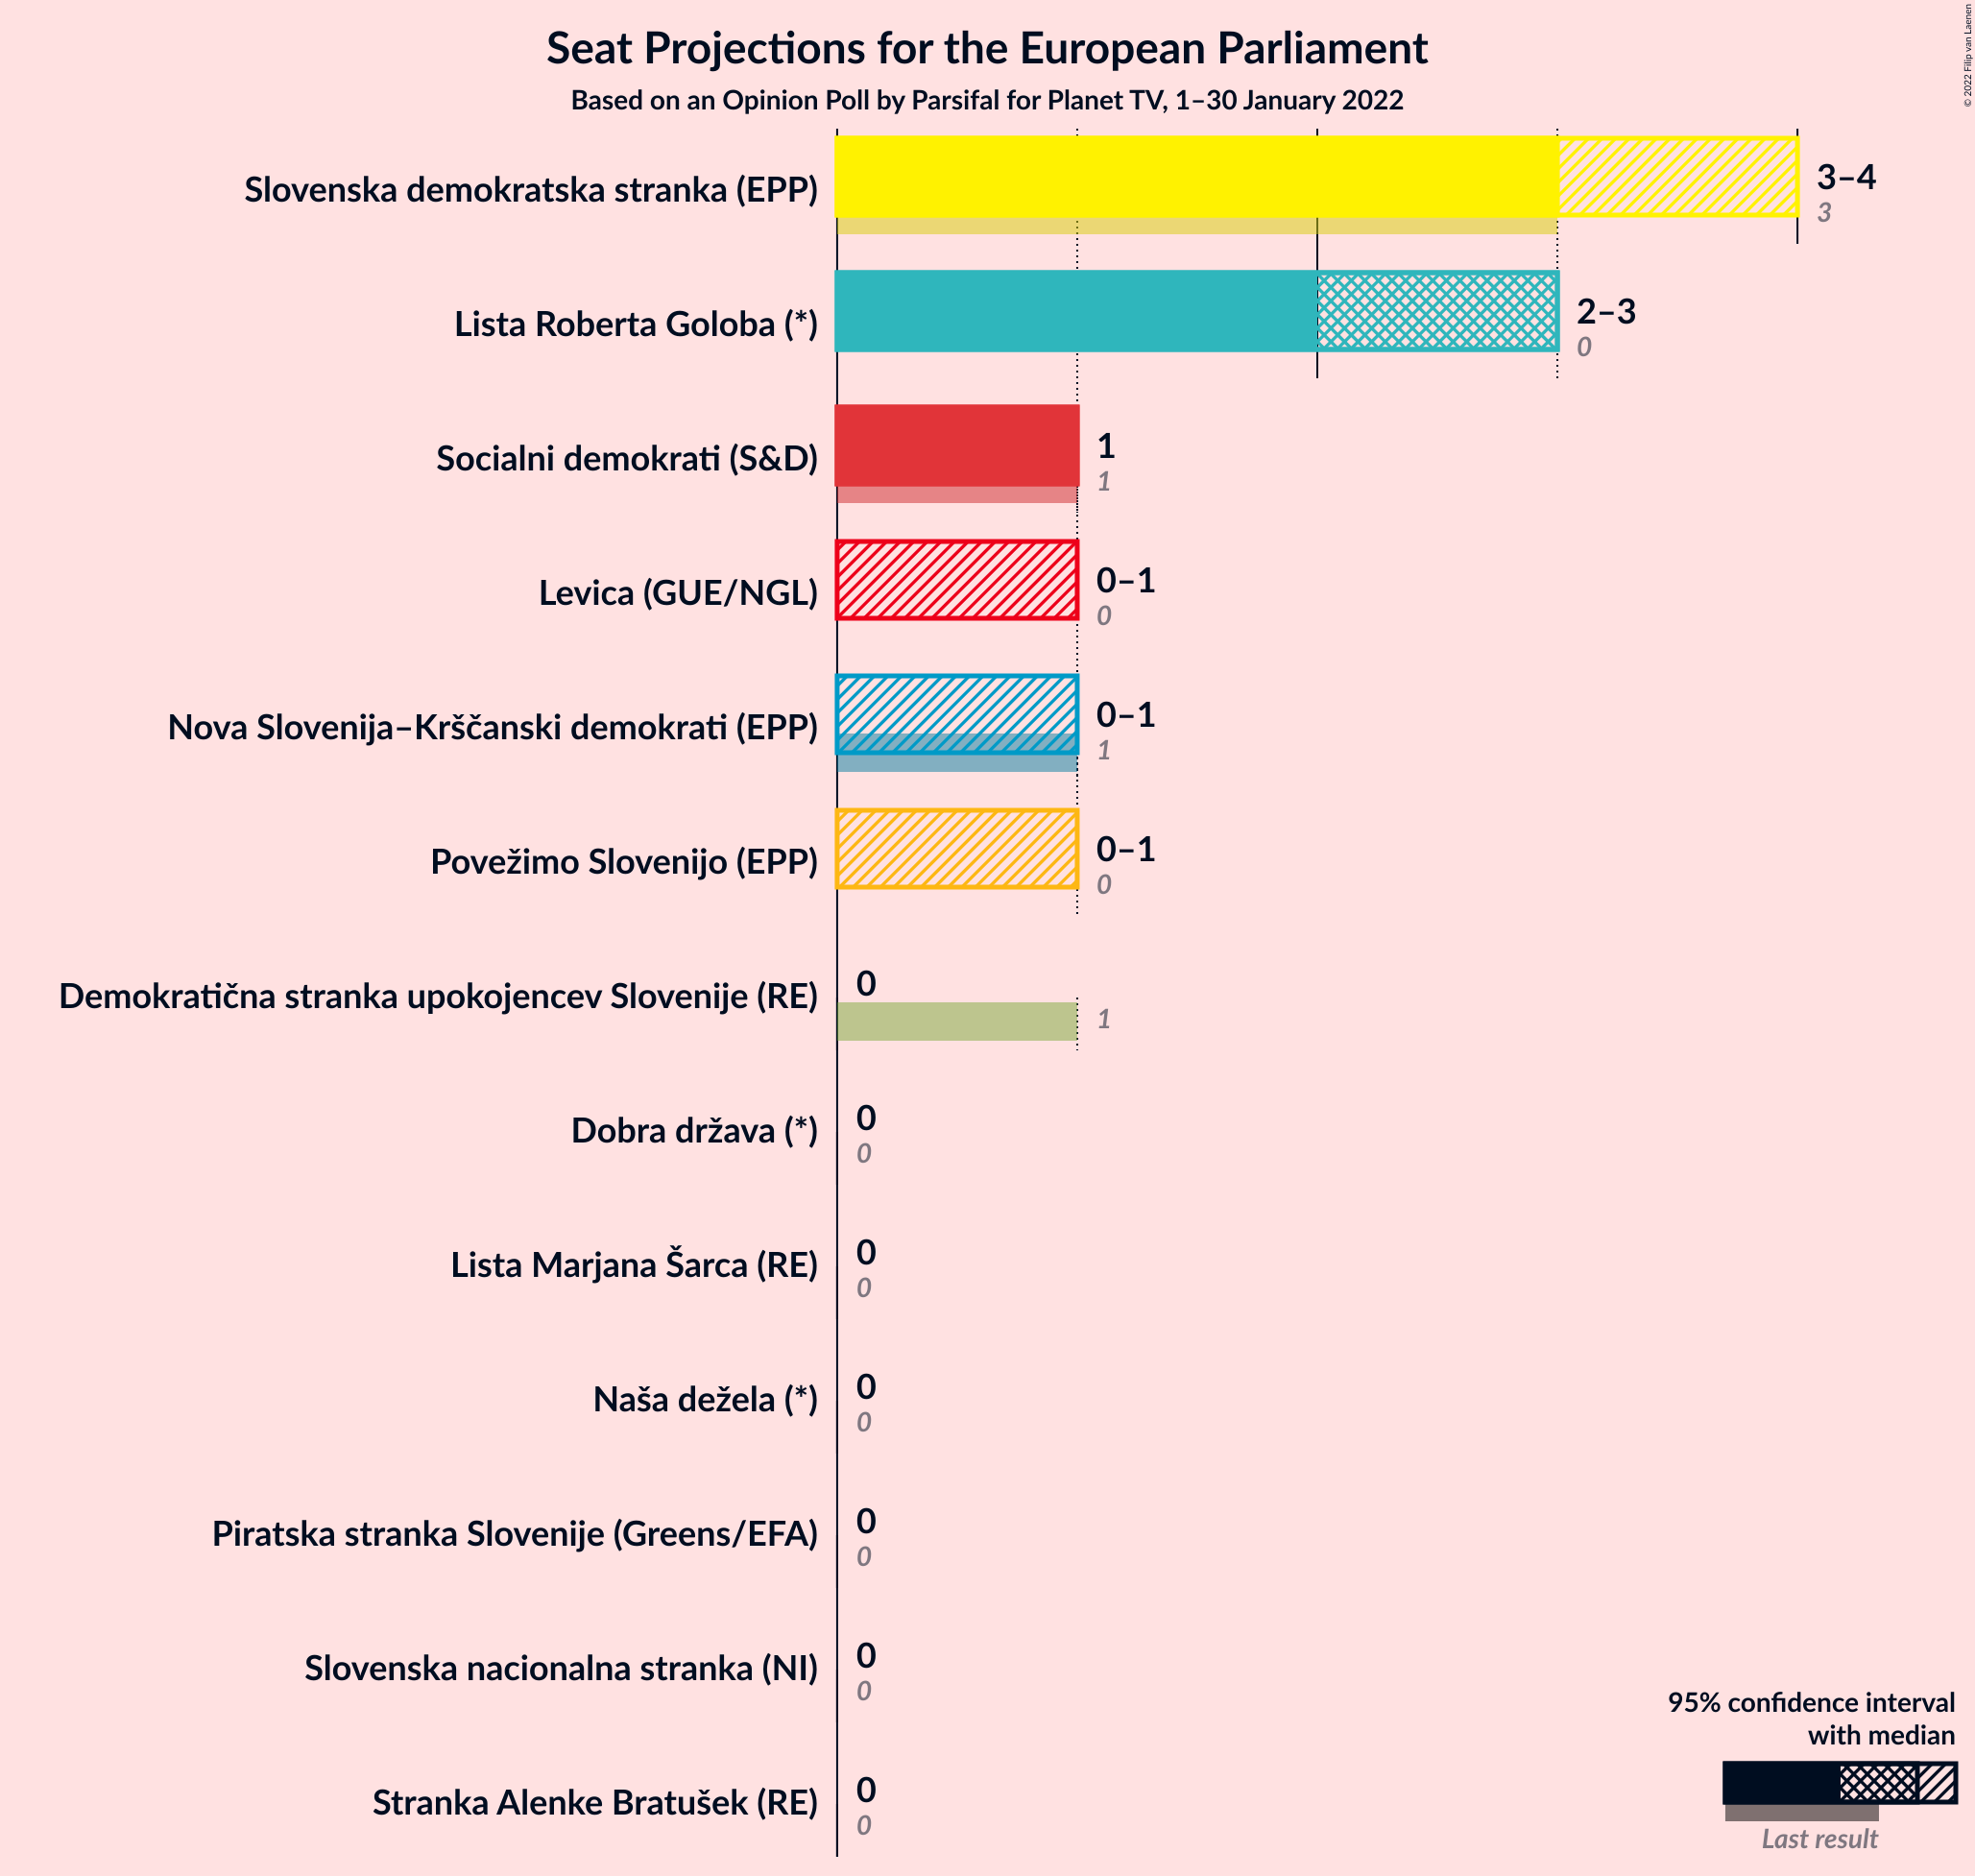 Seat Projections for the European Parliament
Based on an Opinion Poll by Parsifal for Planet TV, 1–30 January 2022
© 2022 Filip van Laenen
Slovenska demokratska stranka (EPP)
3–4
3
Lista Roberta Goloba (*)
2–3
0
Socialni demokrati (S&D)
1
1
Levica (GUE/NGL)
0–1
0
Nova Slovenija–Krščanski demokrati (EPP)
0–1
1
Povežimo Slovenijo (EPP)
0–1
0
Demokratična stranka upokojencev Slovenije (RE)
0
1
Dobra država (*)
0
0
Lista Marjana Šarca (RE)
0
0
Naša dežela (*)
0
0
Piratska stranka Slovenije (Greens/EFA)
0
0
Slovenska nacionalna stranka (NI)
0
0
Stranka Alenke Bratušek (RE)
0
0
95% confidence interval
with median
Last result